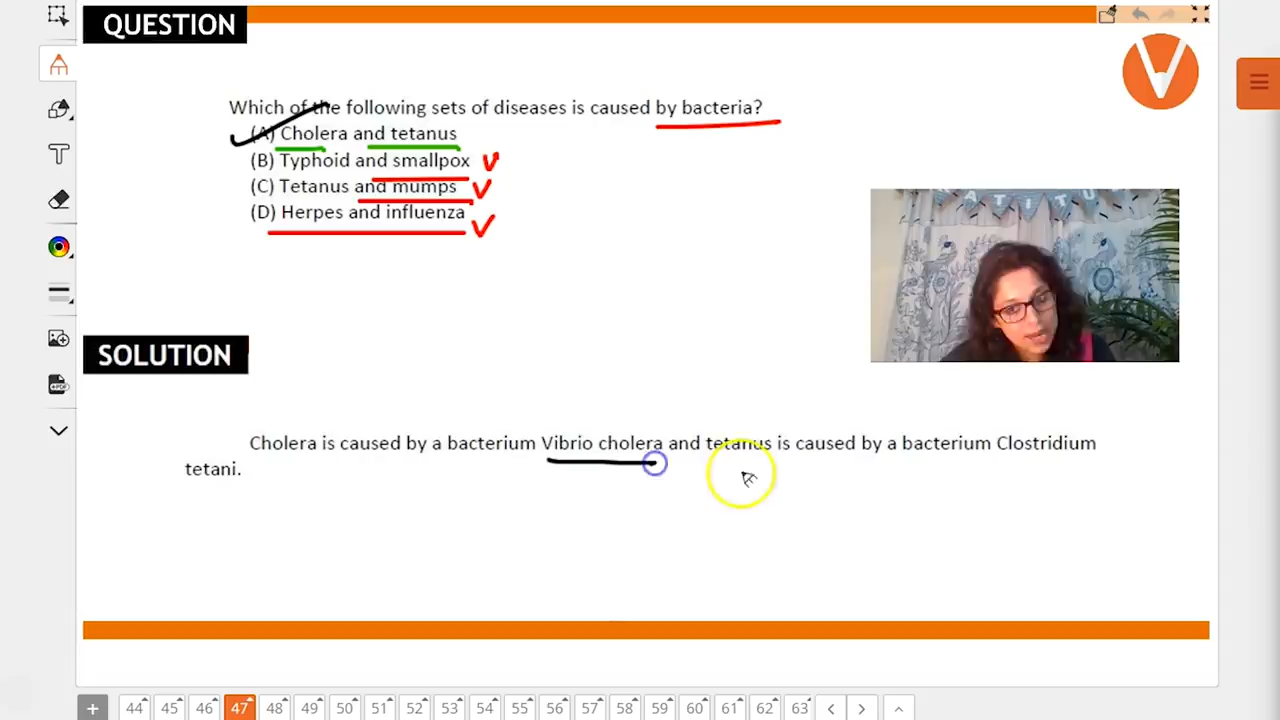 QUESTION
Which of the following sets of diseases is caused by bacteria?
(A) Cholera and tetanus
(B) Typhoid and smallpox
(C) Tetanus and mumps
(D) Herpes and influenza
SOLUTION
Cholera is caused by a bacterium Vibrio cholera and tetanus is caused by a bacterium Clostridium
tetani.
44 45 46 47 48 49 50 51 52 53 54 55 56 57 58 59 60 61 62 63